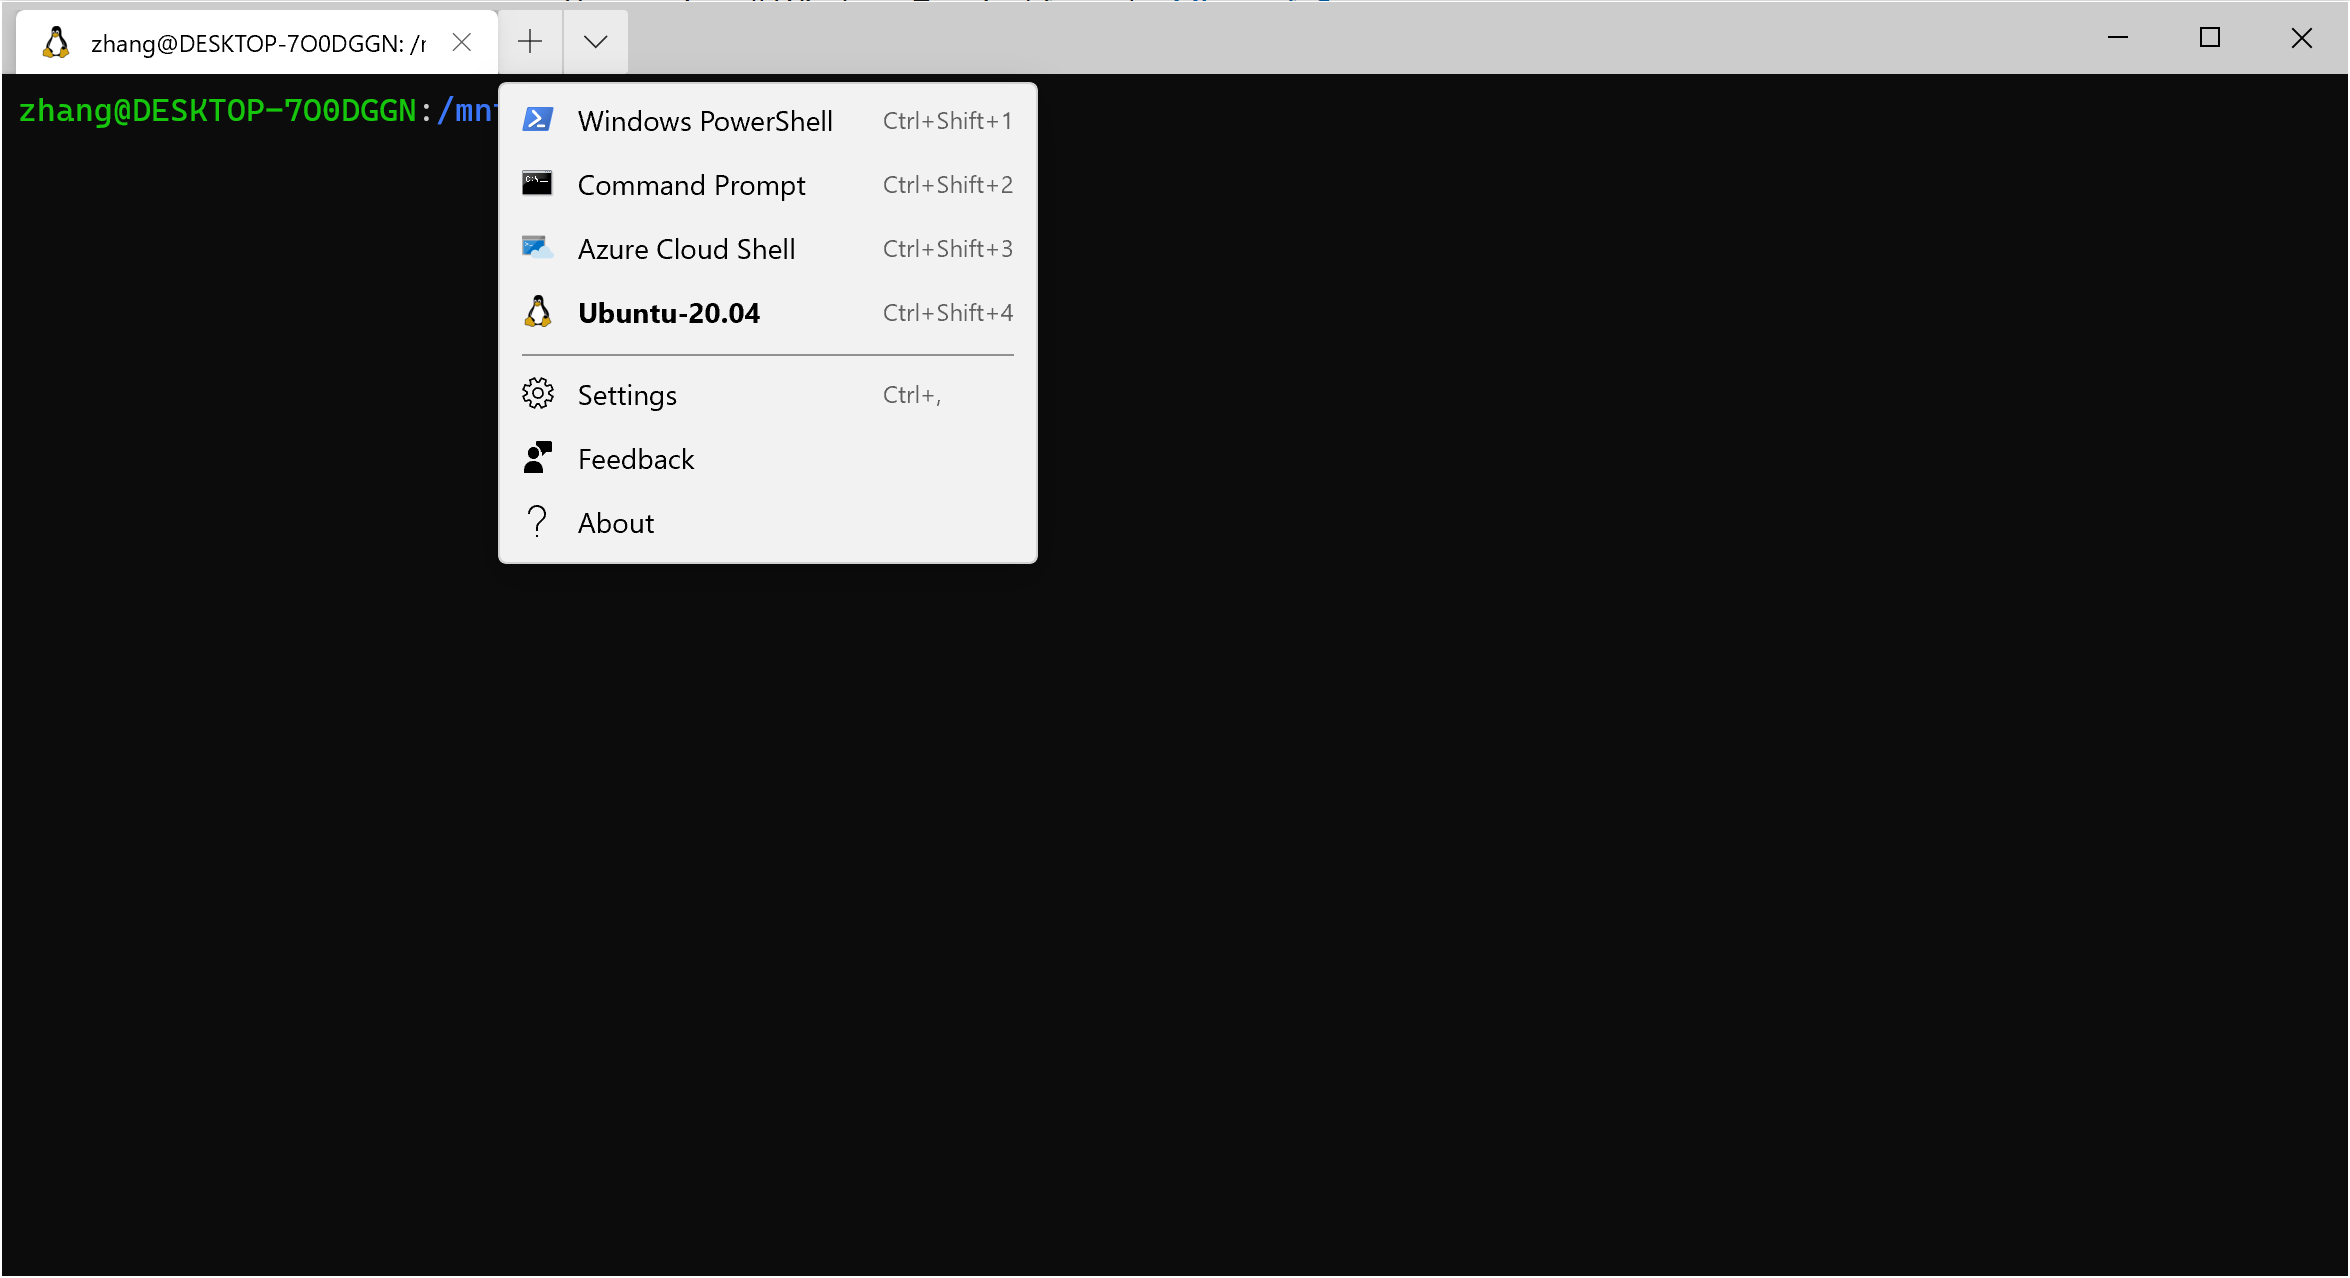 zhang@DESKTOP-7O0DGGN: /r
zhang@DESKTOP-7O0DGGN:/mnt
Windows PowerShell Ctrl+Shift+1
Command Prompt Ctrl+Shift+2
Azure Cloud Shell Ctrl+Shift+3
Ubuntu-20.04 Ctrl+Shift+4
Settings Ctrl+,
Feedback
About